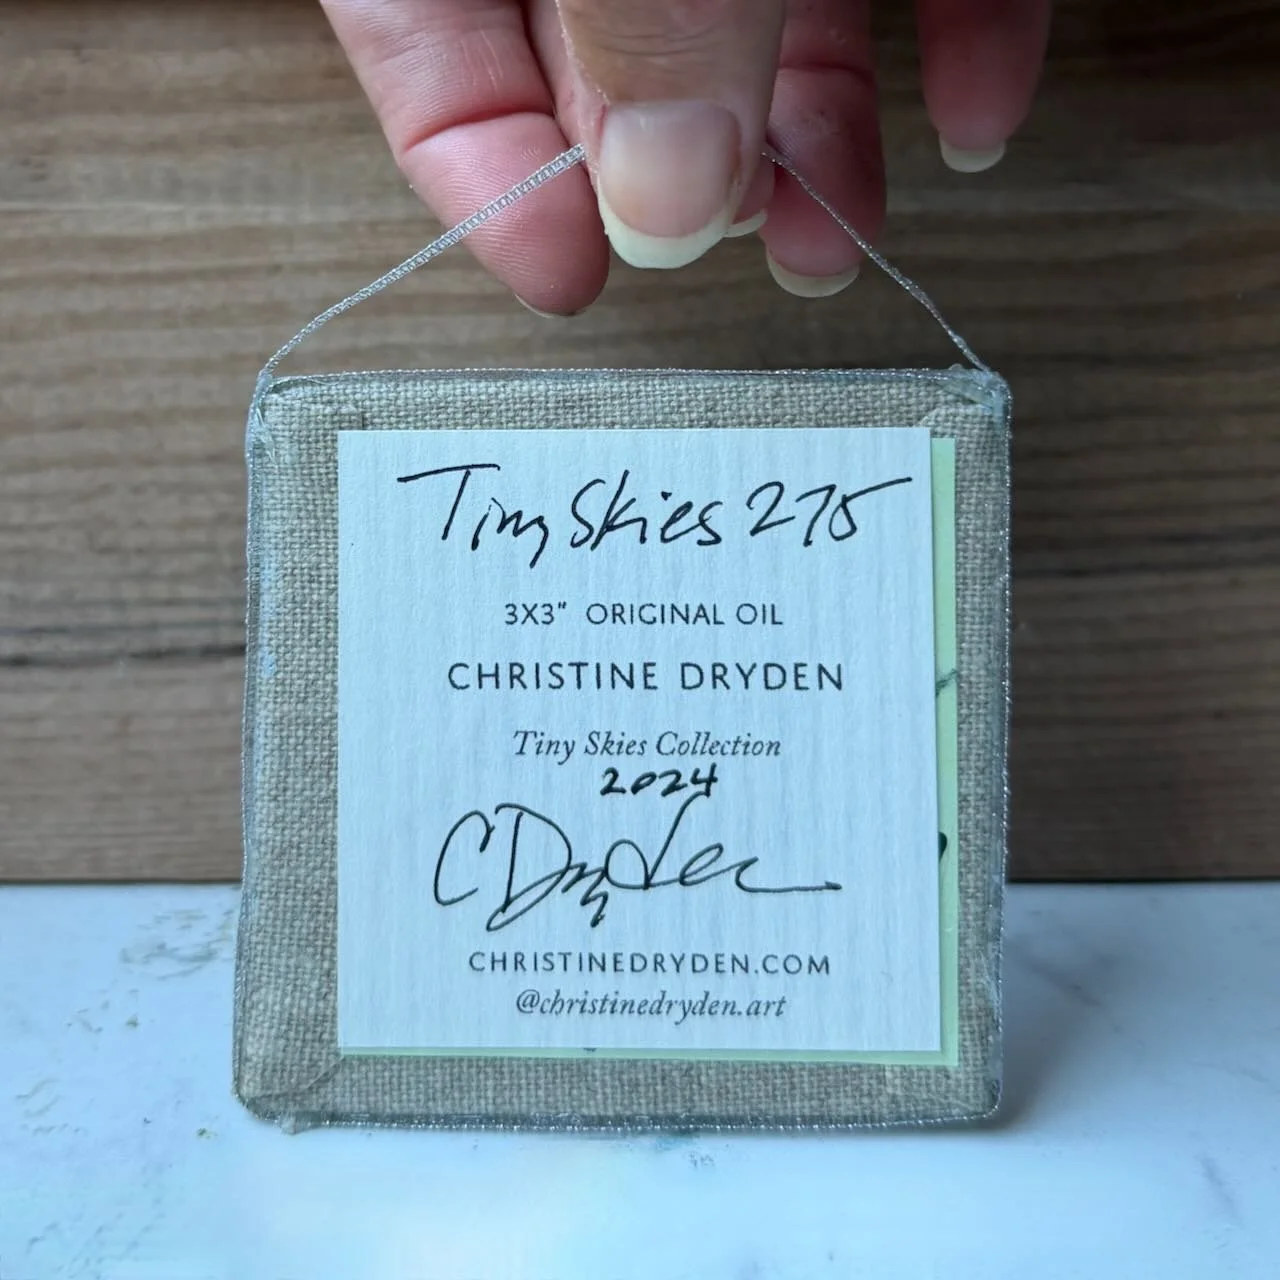 Tiny Skies 275
3X3" ORIGINAL OIL
CHRISTINE DRYDEN
Tiny Skies Collection
2024
CDryden
CHRISTINEDRYDEN.COM
@christinedryden.art